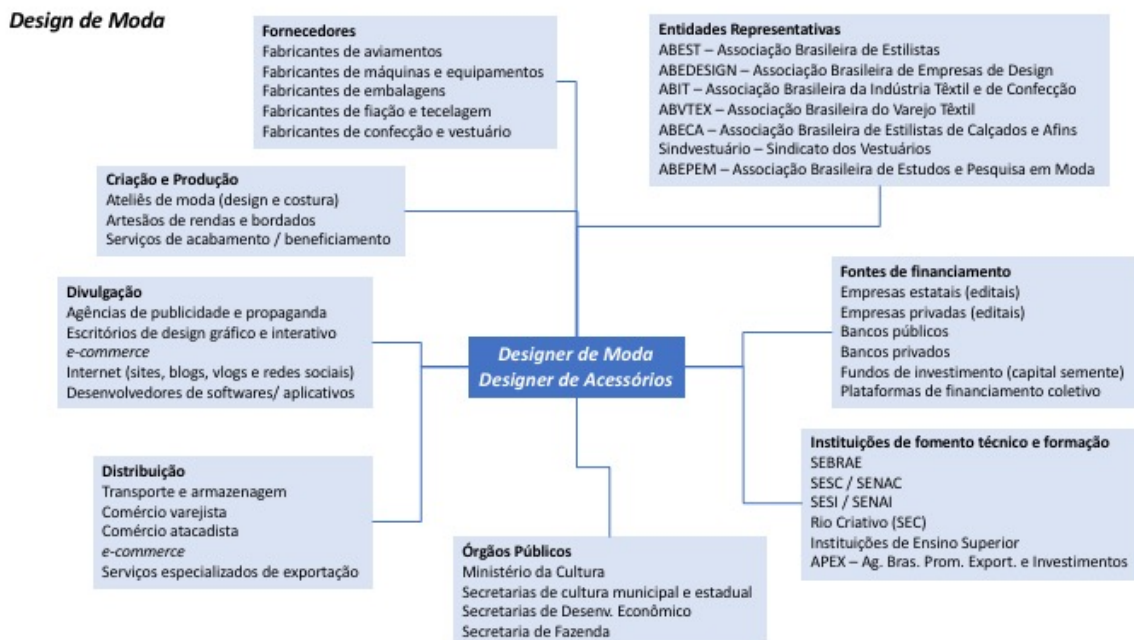 Design de Moda
Fornecedores
Fabricantes de aviamentos
Fabricantes de máquinas e equipamentos
Fabricantes de embalagens
Fabricantes de fiação e tecelagem
Fabricantes de confecção e vestuário
Entidades Representativas
ABEST – Associação Brasileira de Estilistas
ABEDESIGN – Associação Brasileira de Empresas de Design
ABIT – Associação Brasileira da Indústria Têxtil e de Confecção
ABVTEX – Associação Brasileira do Varejo Têxtil
ABECA – Associação Brasileira de Estilistas de Calçados e Afins
Sindvestuário – Sindicato dos Vestuários
ABEPEM – Associação Brasileira de Estudos e Pesquisa em Moda
Criação e Produção
Ateliês de moda (design e costura)
Artesãos de rendas e bordados
Serviços de acabamento / beneficiamento
Divulgação
Agências de publicidade e propaganda
Escritórios de design gráfico e interativo
e-commerce
Internet (sites, blogs, vlogs e redes sociais)
Desenvolvedores de softwares/ aplicativos
Designer de Moda
Designer de Acessórios
Fontes de financiamento
Empresas estatais (editais)
Empresas privadas (editais)
Bancos públicos
Bancos privados
Fundos de investimento (capital semente)
Plataformas de financiamento coletivo
Distribuição
Transporte e armazenagem
Comércio varejista
Comércio atacadista
e-commerce
Serviços especializados de exportação
Instituições de fomento técnico e formação
SEBRAE
SESC / SENAC
SESI / SENAI
Rio Criativo (SEC)
Instituições de Ensino Superior
APEX – Ag. Bras. Prom. Export. e Investimentos
Órgãos Públicos
Ministério da Cultura
Secretarias de cultura municipal e estadual
Secretarias de Desenv. Econômico
Secretaria de Fazenda